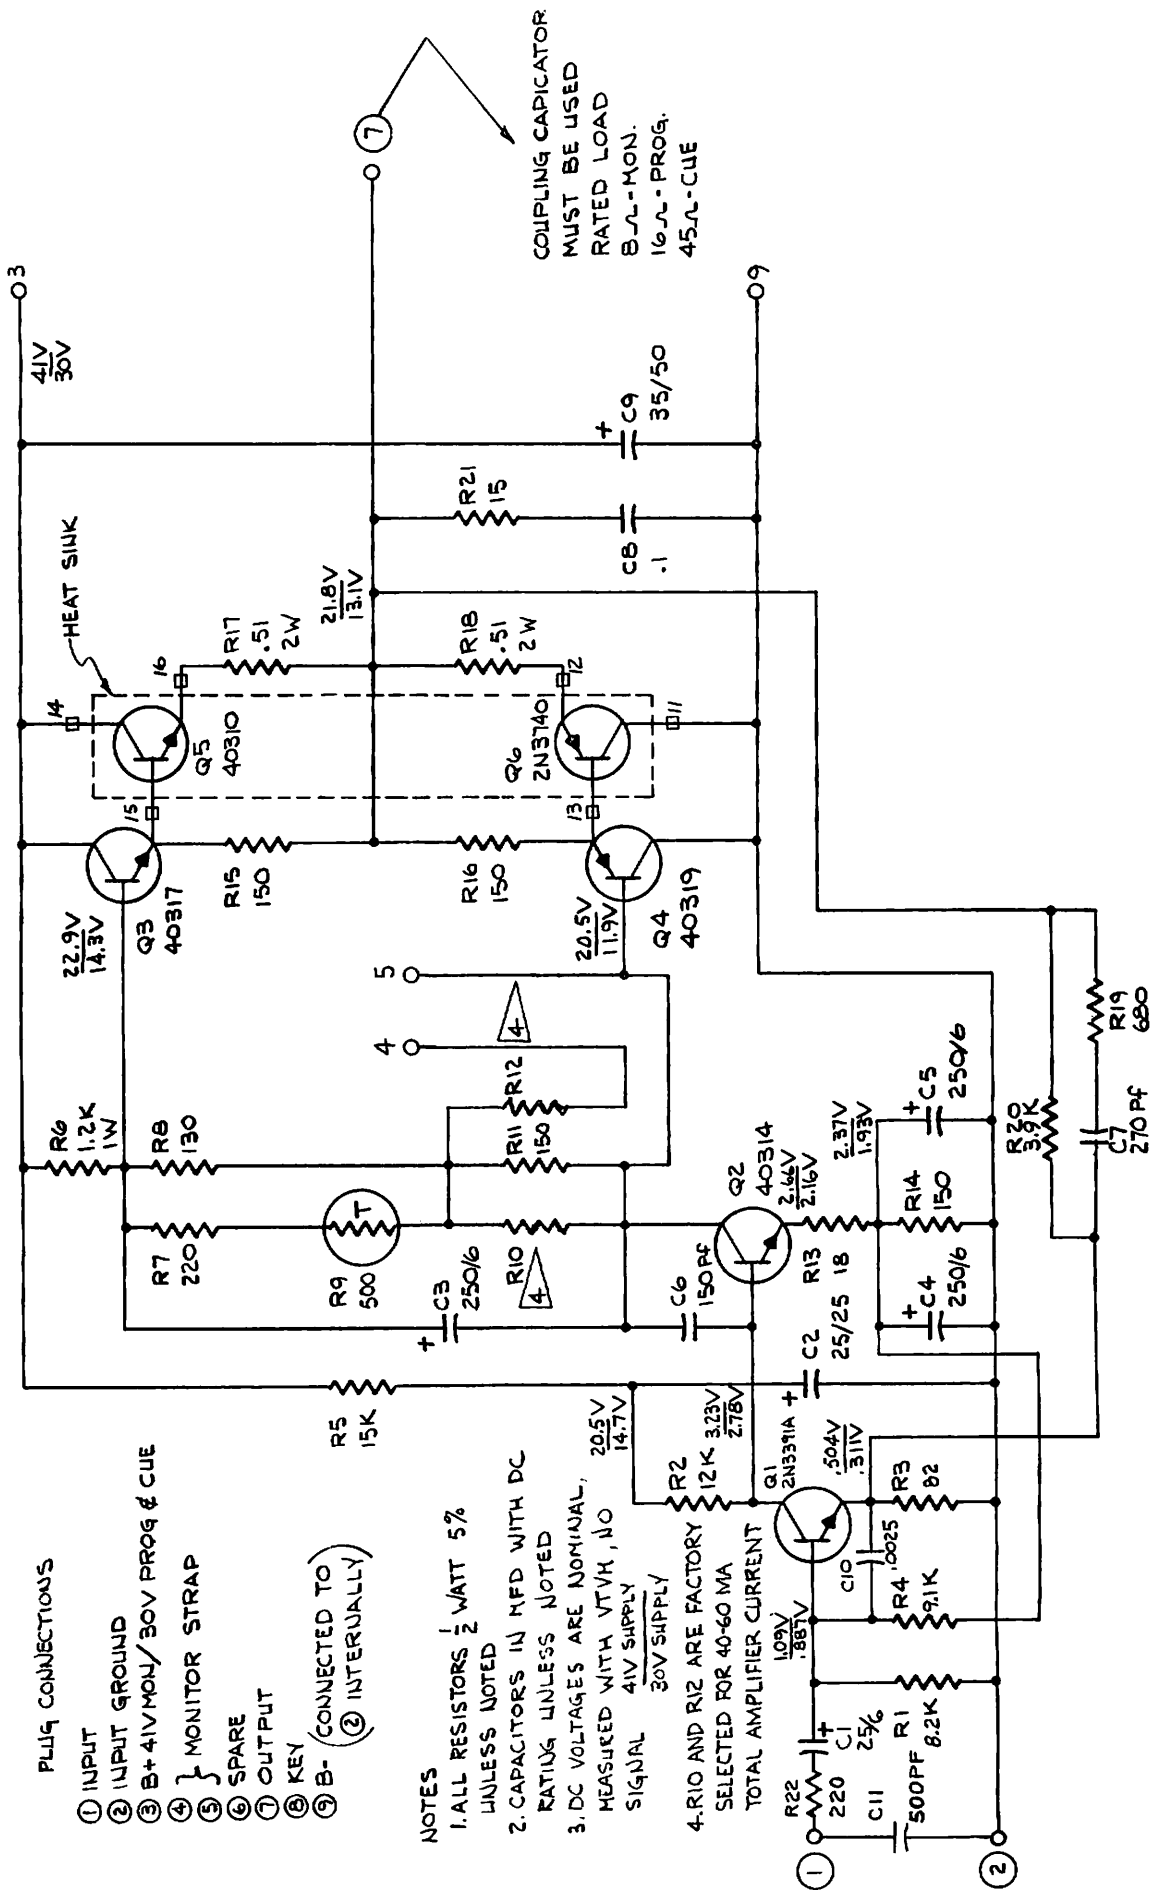 PLUG CONNECTIONS
① INPUT
② INPUT GROUND
③ B+ 41V MON/30V PROG & CUE
④ } MONITOR STRAP
⑤
⑥ SPARE
⑦ OUTPUT
⑧ KEY
⑨ B- (CONNECTED TO
② INTERNALLY)
NOTES
1. ALL RESISTORS ½ WATT 5%
UNLESS NOTED
2. CAPACITORS IN MFD WITH DC
RATING UNLESS NOTED
3. DC VOLTAGES ARE NOMINAL,
MEASURED WITH VTVM, NO
SIGNAL
41V SUPPLY
30V SUPPLY
4. R10 AND R12 ARE FACTORY
SELECTED FOR 40-60 MA
TOTAL AMPLIFIER CURRENT
3
41V
30V
HEAT SINK
14
16
Q5
40310
15
R17
.51
2W
Q3
40317
22.9V
14.3V
R15
150
21.8V
13.1V
7
COUPLING CAPICATOR
MUST BE USED
RATED LOAD
8Ω-MON.
16Ω-PROG.
45Ω-CUE
R18
.51
2W
R16
150
12
Q6
2N3740
13
11
Q4
40319
20.5V
11.9V
R21
15
C8
.1
C9
+
35/50
9
R6
1.2K
1W
R8
130
R7
220
T
R9
500
C3
250/6
+
R10
4
R11
150
R12
4
5
4
C6
150Pf
Q2
40314
2.66V
2.16V
R13
18
2.37V
1.93V
R14
150
C4
250/6
+
C5
250/6
+
R5
15K
20.5V
14.7V
R2
12K
3.23V
2.78V
C2
25/25
+
Q1
2N3391A
.504V
.311V
R3
82
C10
.0025
R4
9.1K
1.09V
.887V
R1
8.2K
C1
25/6
+
R22
220
C11
500PF
1
2
R20
3.9K
C7
270Pf
R19
680